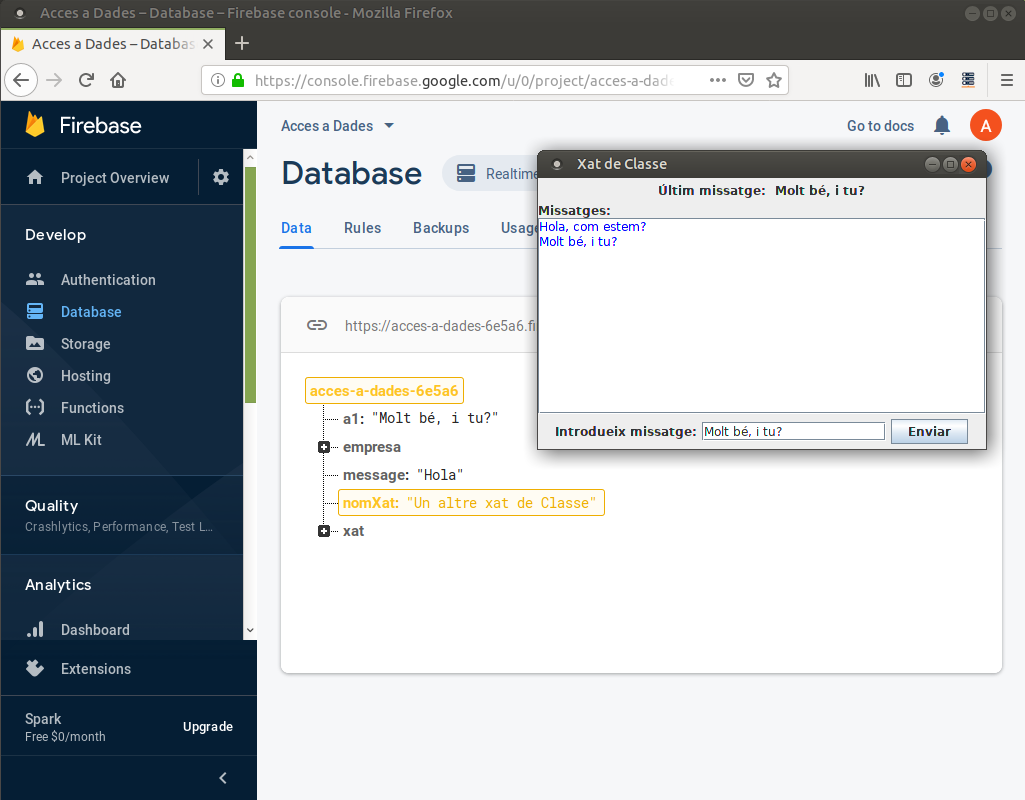 Acces a Dades – Database – Firebase console - Mozilla Firefox
Acces a Dades – Databas
https://console.firebase.google.com/u/0/project/acces-a-dade
Firebase
Project Overview
Develop
Authentication
Database
Storage
Hosting
Functions
ML Kit
Quality
Crashlytics, Performance, Test L...
Analytics
Dashboard
Extensions
Spark
Free $0/month
Upgrade
Acces a Dades
Go to docs
A
Database
Realtime
Data
Rules
Backups
Usage
https://acces-a-dades-6e5a6.fi
acces-a-dades-6e5a6
a1: "Molt bé, i tu?"
empresa
message: "Hola"
nomXat: "Un altre xat de Classe"
xat
Xat de Classe
Últim missatge: Molt bé, i tu?
Missatges:
Hola, com estem?
Molt bé, i tu?
Introdueix missatge: Molt bé, i tu?
Enviar